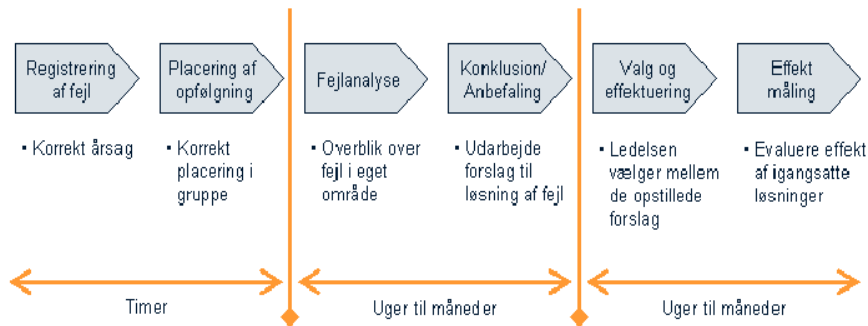 Registrering
af fejl
Placering af
opfølgning
Fejlanalyse
Konklusion/
Anbefaling
Valg og
effektuering
Effekt
måling
▪ Korrekt årsag
▪ Korrekt
placering i
gruppe
▪ Overblik over
fejl i eget
område
▪ Udarbejde
forslag til
løsning af fejl
▪ Ledelsen
vælger mellem
de opstillede
forslag
▪ Evaluere effekt
af igangsatte
løsninger
Timer
Uger til måneder
Uger til måneder